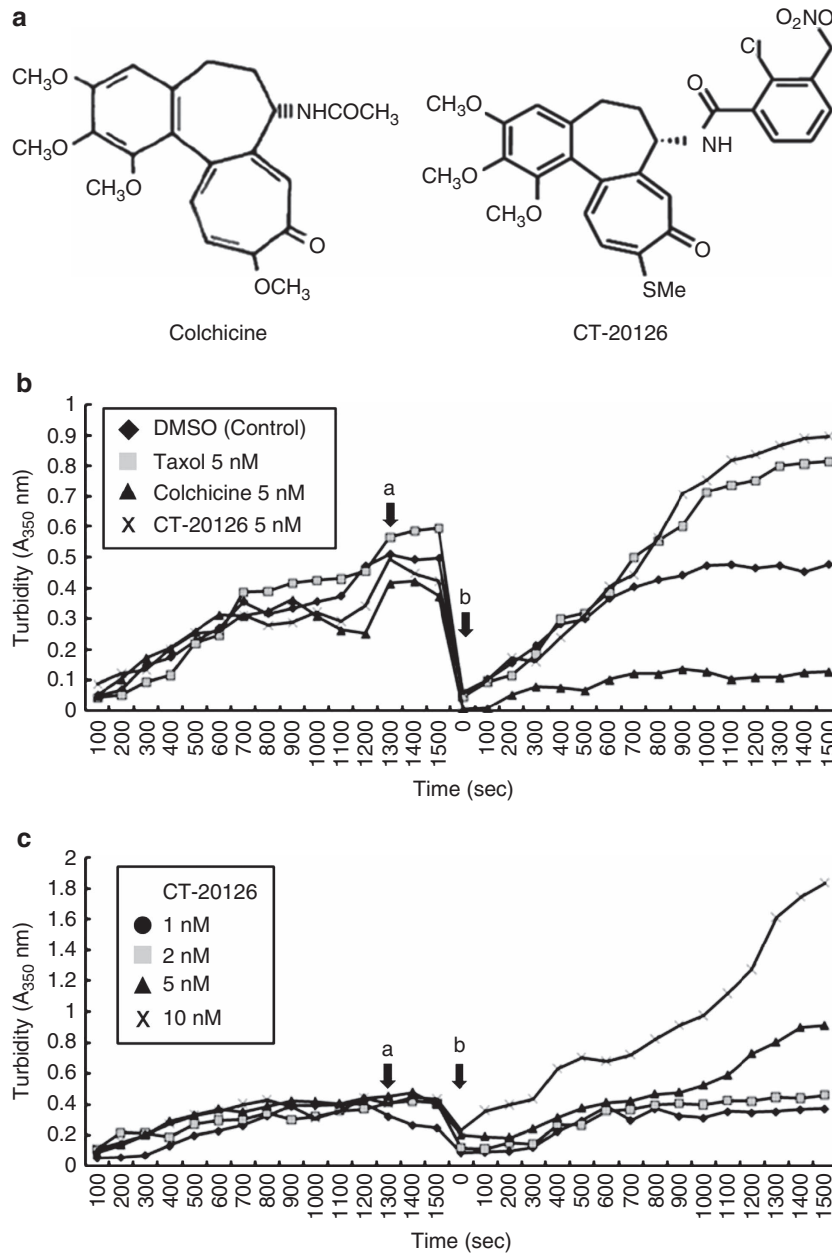 a
CH₃O
CH₃O
CH₃O
NHCOCH₃
O
OCH₃
Colchicine
O₂NO
Cl
O
NH
CH₃O
CH₃O
CH₃O
O
SMe
CT-20126
b
Turbidity (A₃₅₀ nm)
1
0.9
0.8
0.7
0.6
0.5
0.4
0.3
0.2
0.1
0
DMSO (Control)
Taxol 5 nM
Colchicine 5 nM
CT-20126 5 nM
a
b
100 200 300 400 500 600 700 800 900 1000 1100 1200 1300 1400 1500 0 100 200 300 400 500 600 700 800 900 1000 1100 1200 1300 1400 1500
Time (sec)
c
Turbidity (A₃₅₀ nm)
2
1.8
1.6
1.4
1.2
1
0.8
0.6
0.4
0.2
0
CT-20126
1 nM
2 nM
5 nM
10 nM
a
b
100 200 300 400 500 600 700 800 900 1000 1100 1200 1300 1400 1500 0 100 200 300 400 500 600 700 800 900 1000 1100 1200 1300 1400 1500
Time (sec)